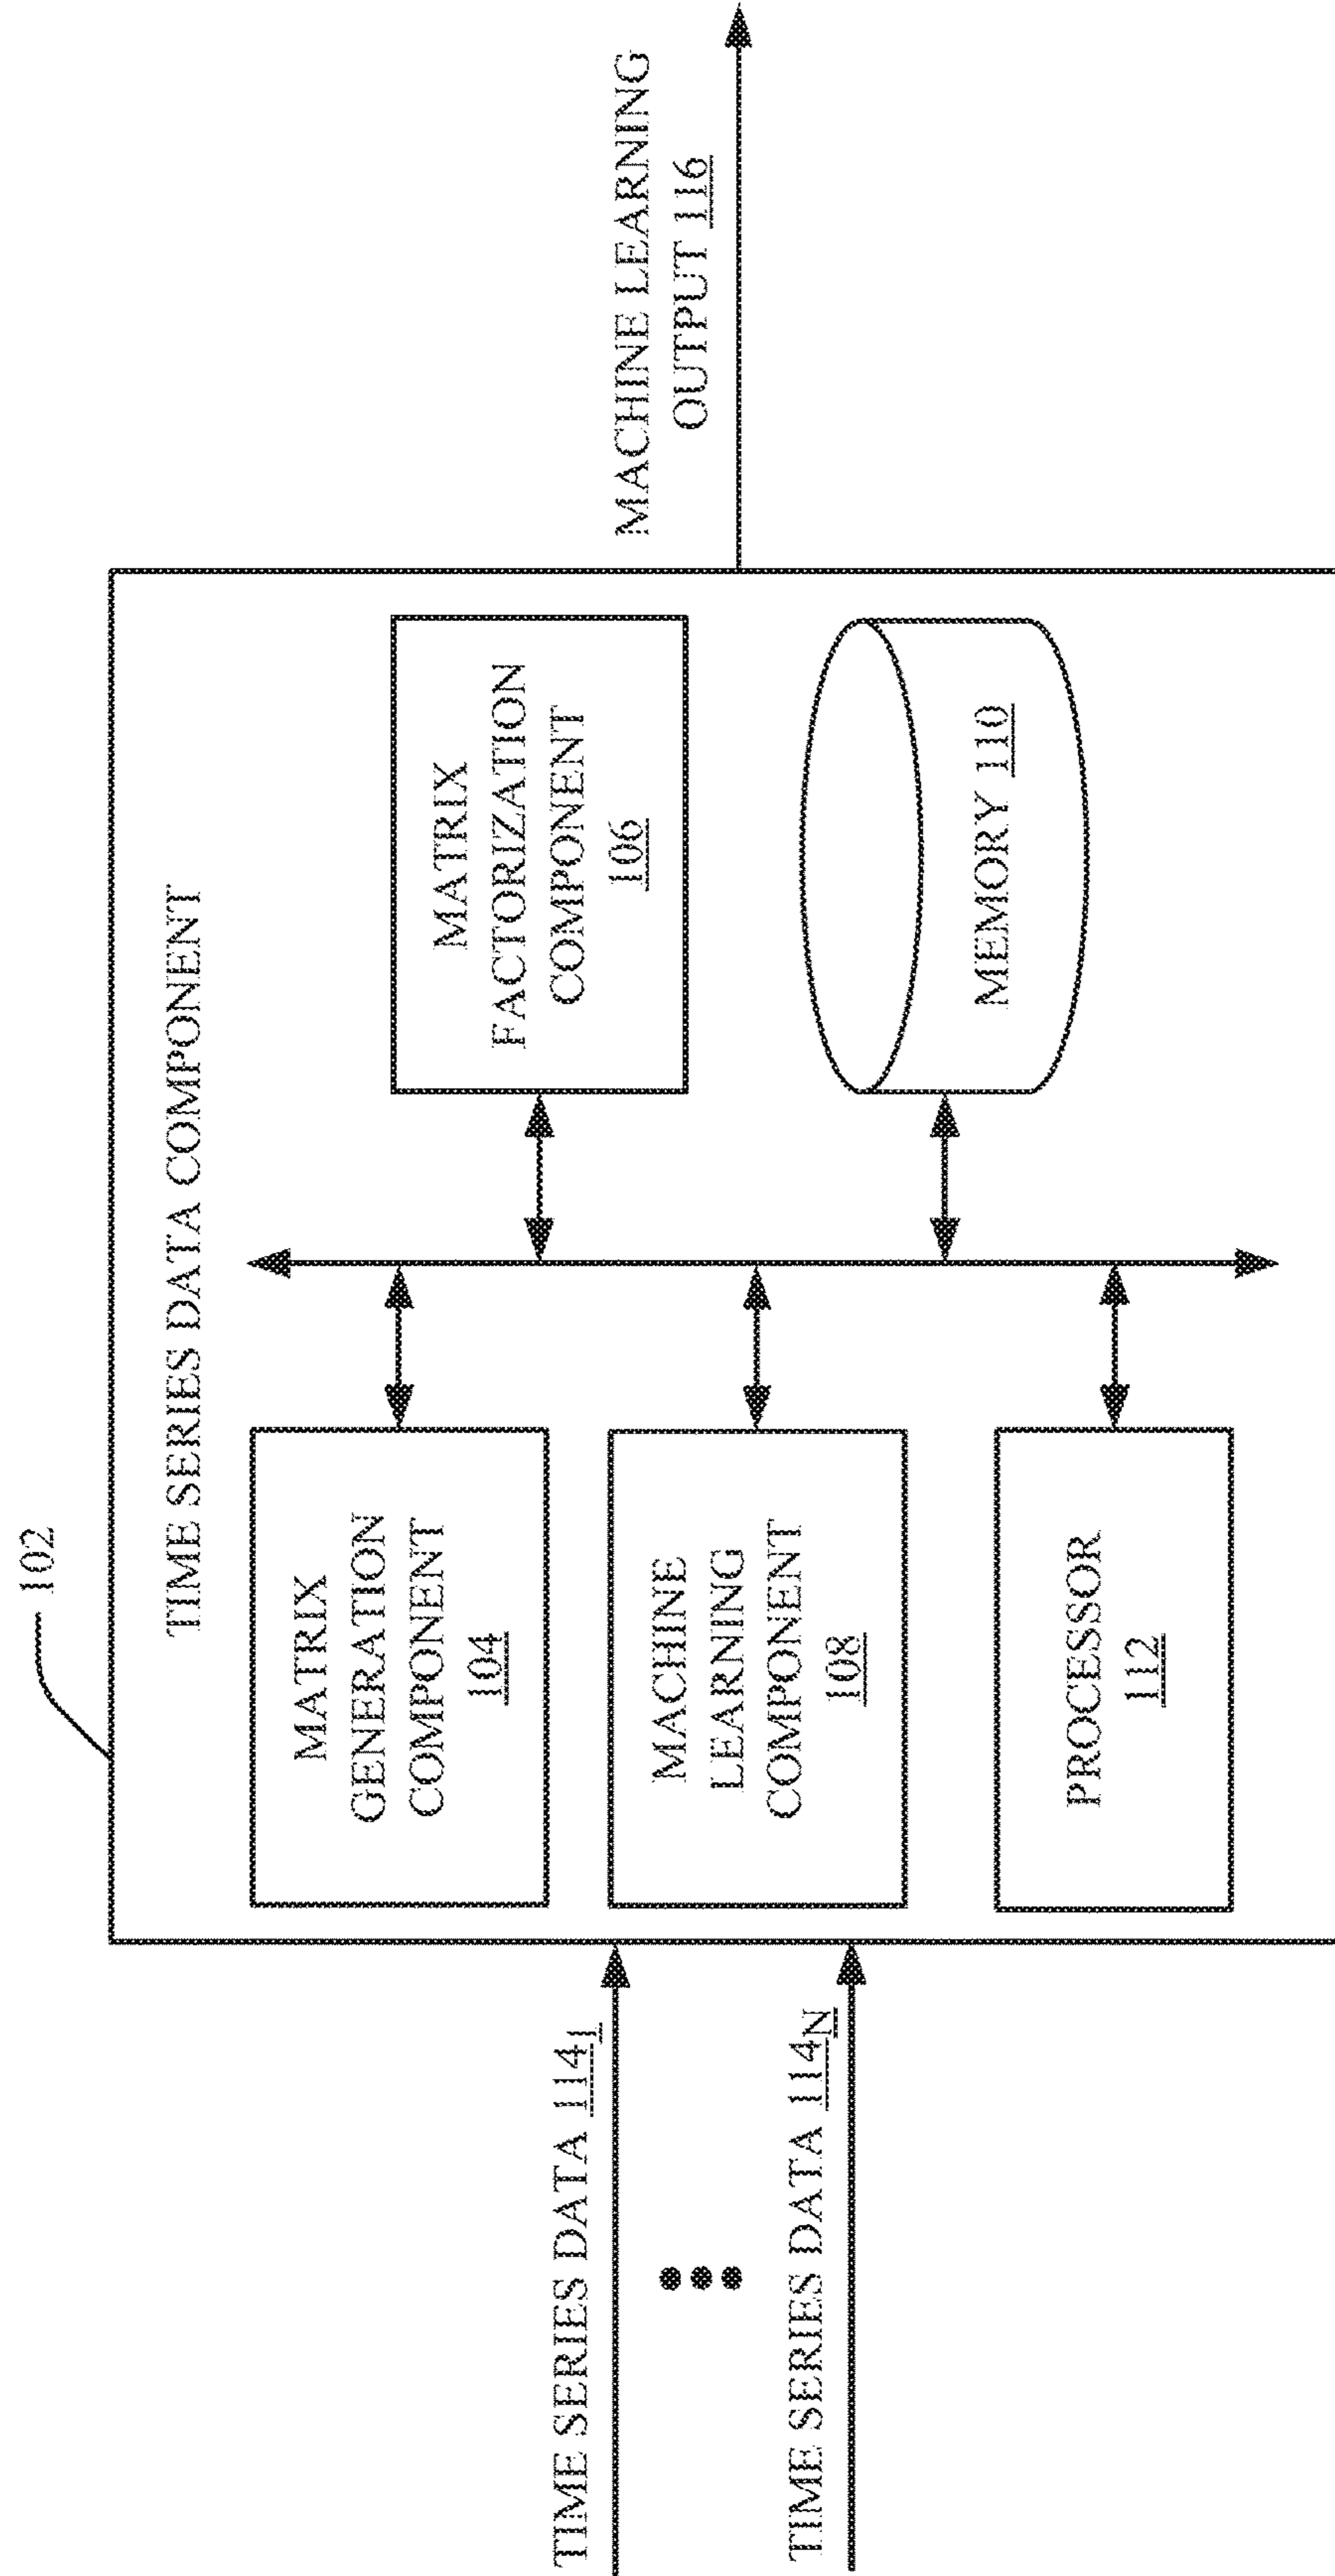 102
TIME SERIES DATA COMPONENT
MATRIX
GENERATION
COMPONENT
104
MATRIX
FACTORIZATION
COMPONENT
106
MACHINE LEARNING
OUTPUT 116
TIME SERIES DATA 114₁
MACHINE
LEARNING
COMPONENT
108
TIME SERIES DATA 114N
MEMORY 110
PROCESSOR
112